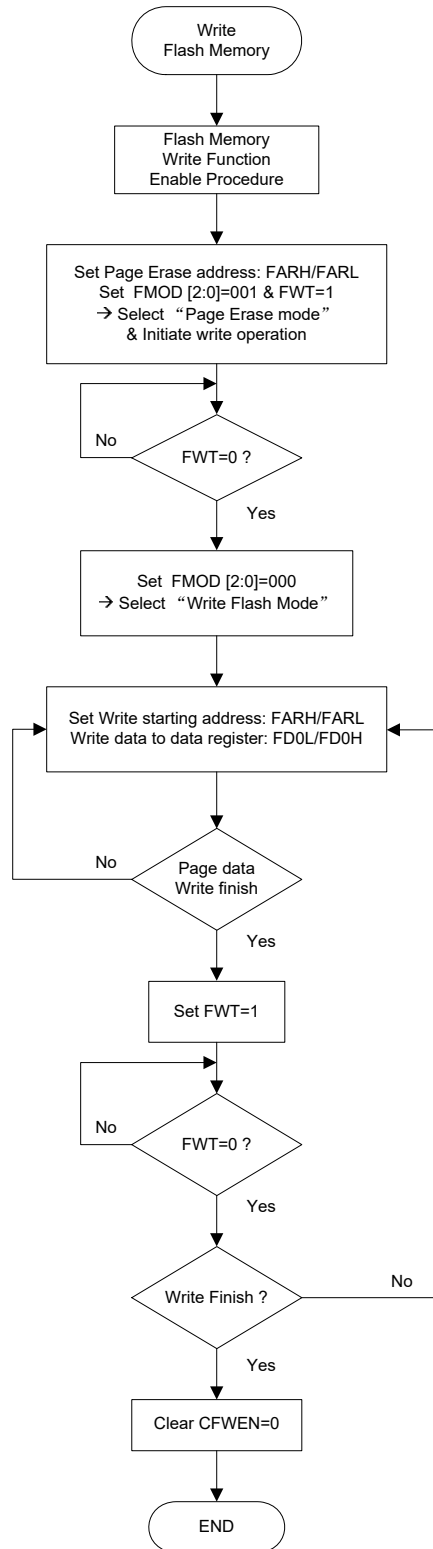 Write
Flash Memory
Flash Memory
Write Function
Enable Procedure
Set Page Erase address: FARH/FARL
Set FMOD [2:0]=001 & FWT=1
→ Select “Page Erase mode”
& Initiate write operation
No
FWT=0 ?
Yes
Set FMOD [2:0]=000
→ Select “Write Flash Mode”
Set Write starting address: FARH/FARL
Write data to data register: FD0L/FD0H
No
Page data
Write finish
Yes
Set FWT=1
No
FWT=0 ?
Yes
Write Finish ?
No
Yes
Clear CFWEN=0
END